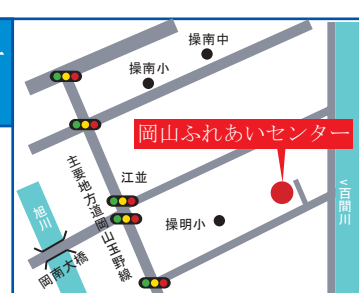 操南中
操南小
岡山ふれあいセンター
江並
主要地方道岡山玉野線
<百間川
旭川
操明小
岡南大橋